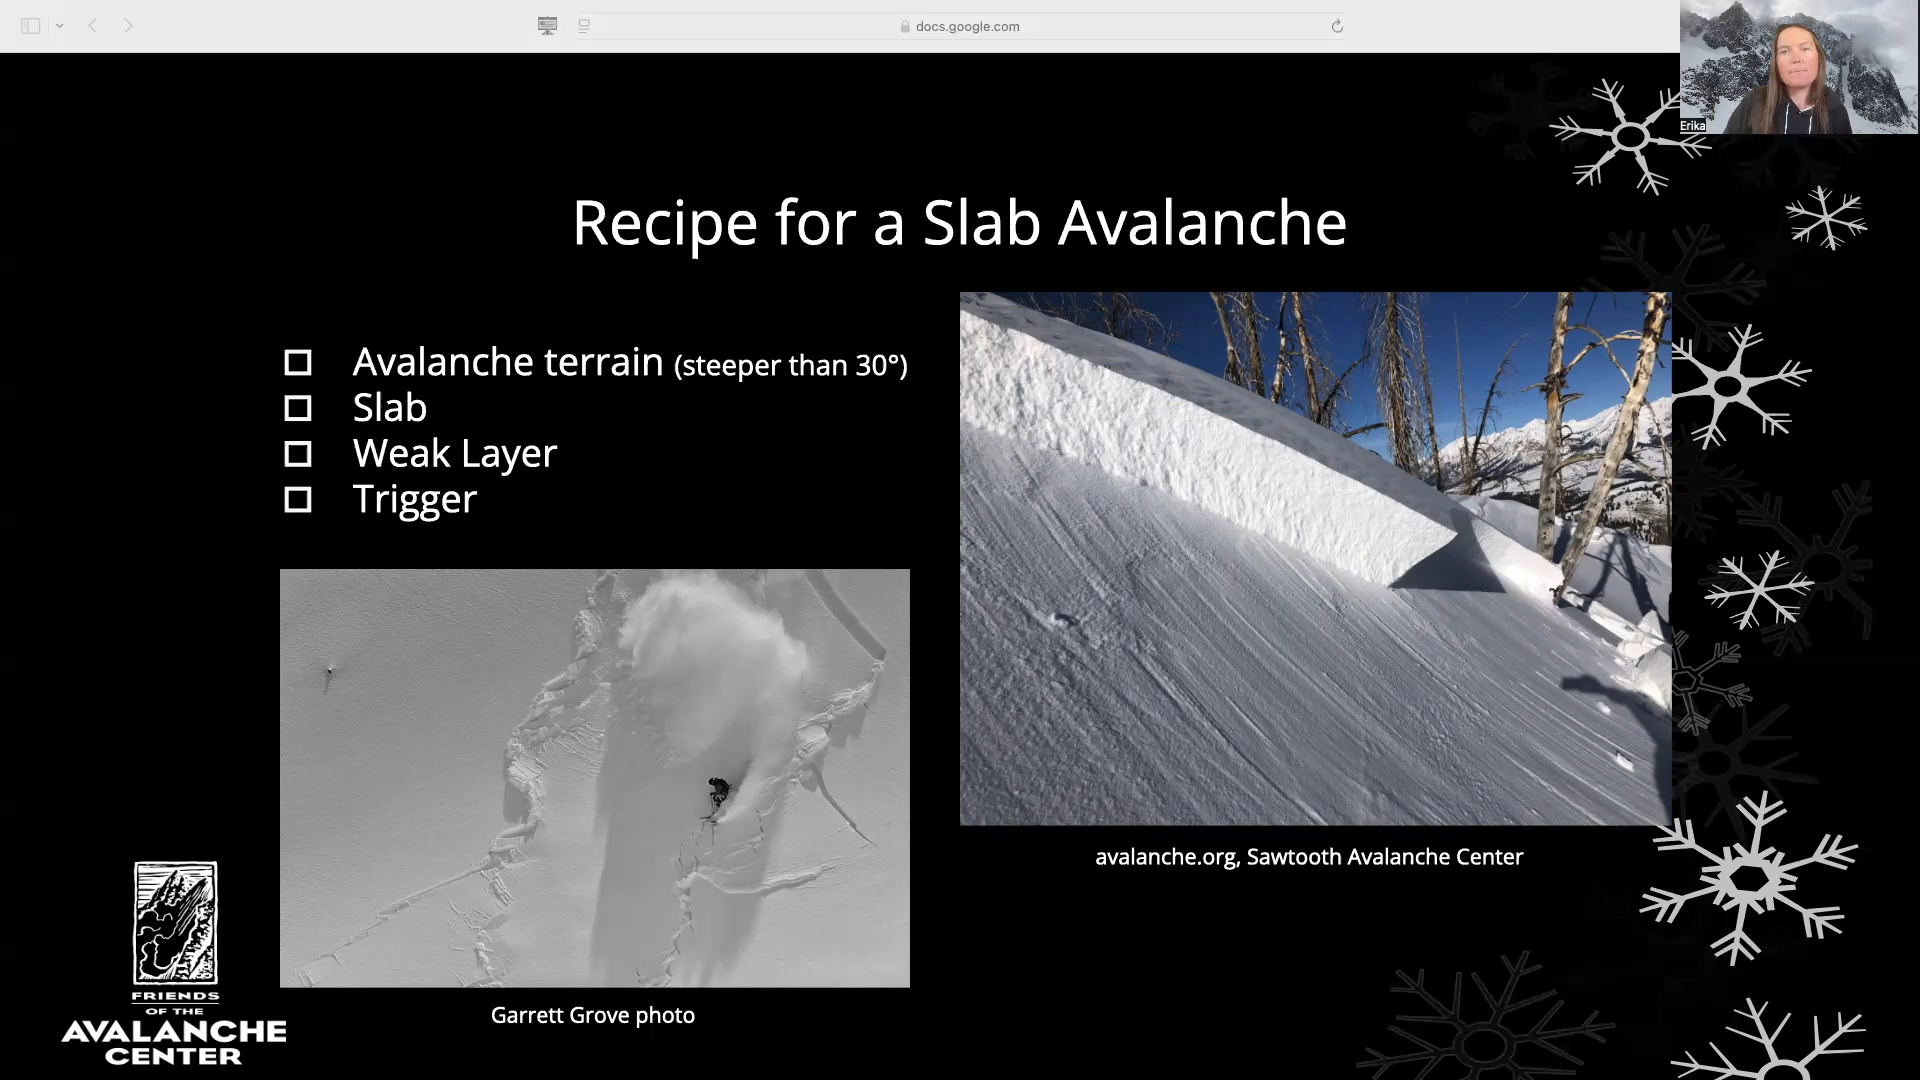 docs.google.com
Erika
Recipe for a Slab Avalanche
Avalanche terrain (steeper than 30°)
Slab
Weak Layer
Trigger
avalanche.org, Sawtooth Avalanche Center
Garrett Grove photo
FRIENDS
OF THE
AVALANCHE
CENTER